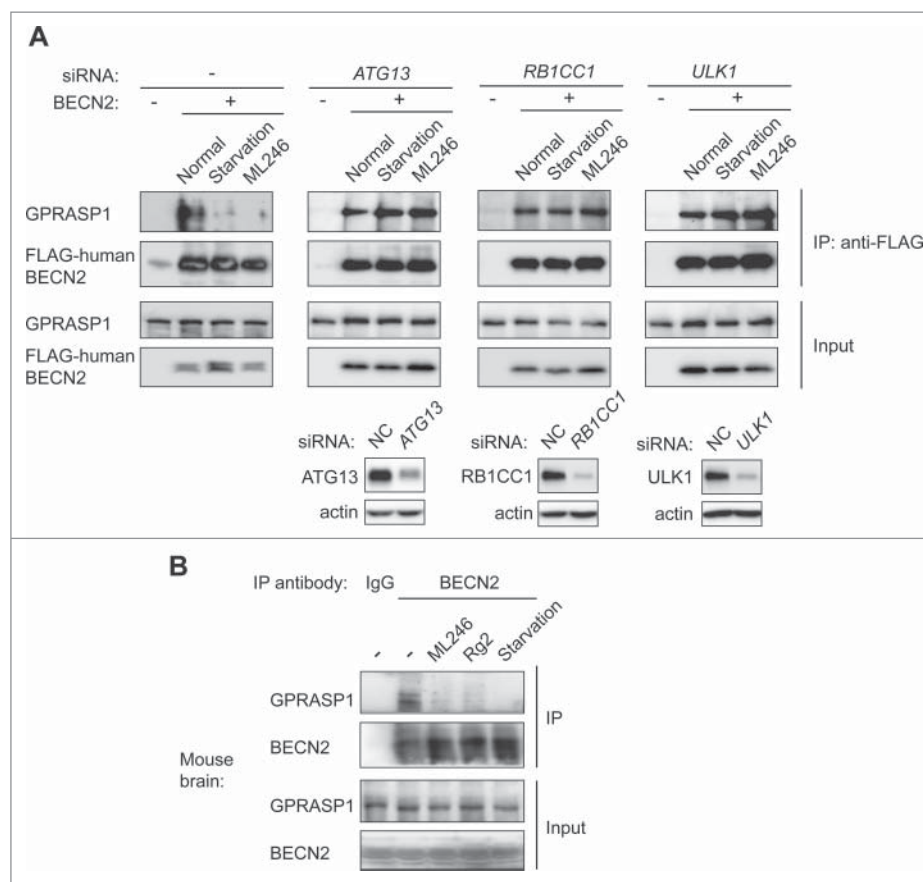 A
siRNA: - ATG13 RB1CC1 ULK1
BECN2: - + - + - + - +
Normal Starvation ML246 Normal Starvation ML246 Normal Starvation ML246 Normal Starvation ML246
GPRASP1
FLAG-human
BECN2
IP: anti-FLAG
GPRASP1
FLAG-human
BECN2
Input
siRNA: NC ATG13 siRNA: NC RB1CC1 siRNA: NC ULK1
ATG13 RB1CC1 ULK1
actin actin actin
B
IP antibody: IgG BECN2
- - ML246 Rg2 Starvation
GPRASP1
BECN2
IP
Mouse
brain:
GPRASP1
BECN2
Input